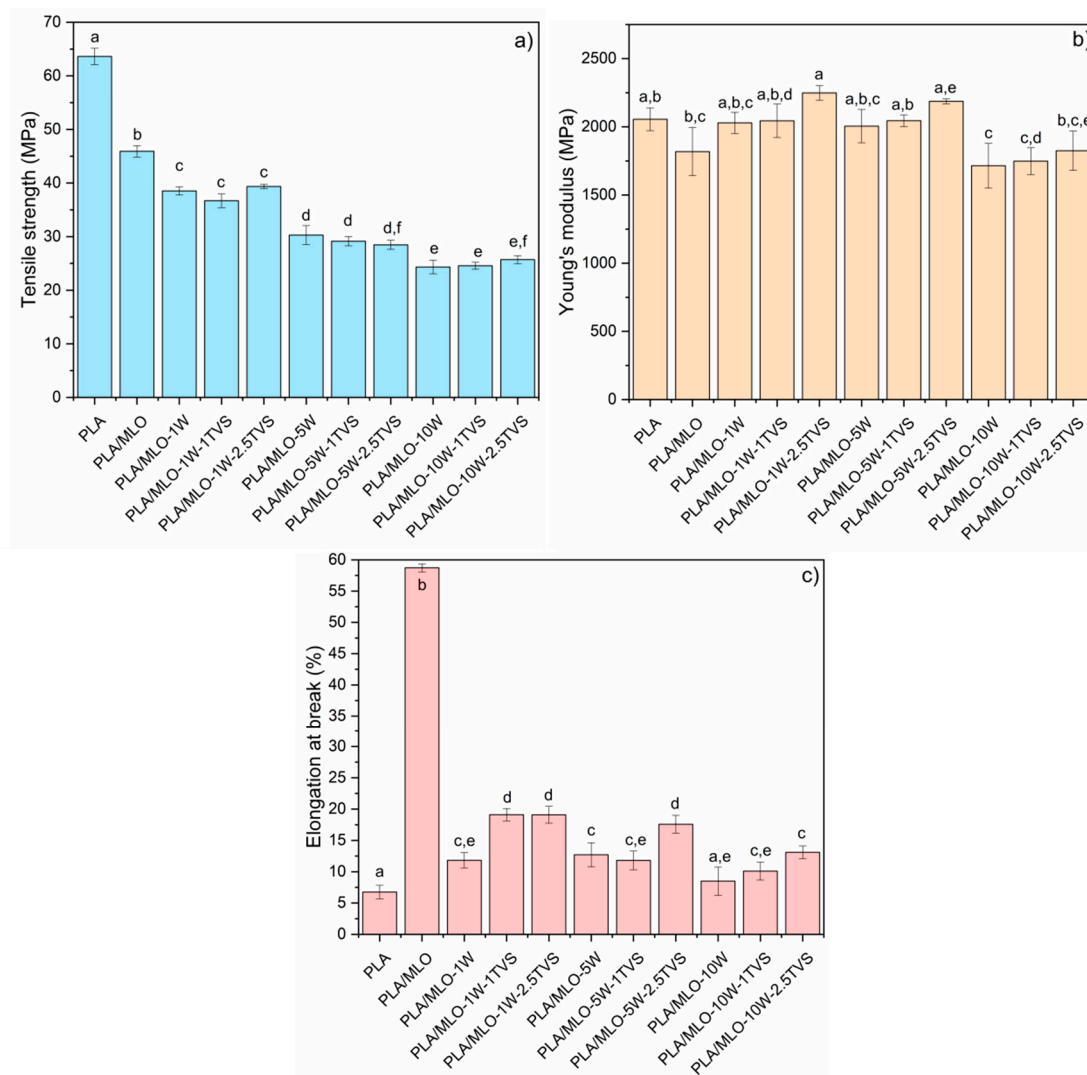 a)
Tensile strength (MPa)
70
60
50
40
30
20
10
0
a
b
c
c
c
d
d
d,f
e
e
e,f
PLA
PLA/MLO
PLA/MLO-1W
PLA/MLO-1W-1TVS
PLA/MLO-1W-2.5TVS
PLA/MLO-5W
PLA/MLO-5W-1TVS
PLA/MLO-5W-2.5TVS
PLA/MLO-10W
PLA/MLO-10W-1TVS
PLA/MLO-10W-2.5TVS
b)
Young's modulus (MPa)
2500
2000
1500
1000
500
0
a,b
b,c
a,b,c
a,b,d
a
a,b,c
a,b
a,e
c
c,d
b,c,e
PLA
PLA/MLO
PLA/MLO-1W
PLA/MLO-1W-1TVS
PLA/MLO-1W-2.5TVS
PLA/MLO-5W
PLA/MLO-5W-1TVS
PLA/MLO-5W-2.5TVS
PLA/MLO-10W
PLA/MLO-10W-1TVS
PLA/MLO-10W-2.5TVS
c)
Elongation at break (%)
60
55
50
45
40
35
30
25
20
15
10
5
0
a
b
c,e
d
d
c
c,e
d
a,e
c,e
c
PLA
PLA/MLO
PLA/MLO-1W
PLA/MLO-1W-1TVS
PLA/MLO-1W-2.5TVS
PLA/MLO-5W
PLA/MLO-5W-1TVS
PLA/MLO-5W-2.5TVS
PLA/MLO-10W
PLA/MLO-10W-1TVS
PLA/MLO-10W-2.5TVS